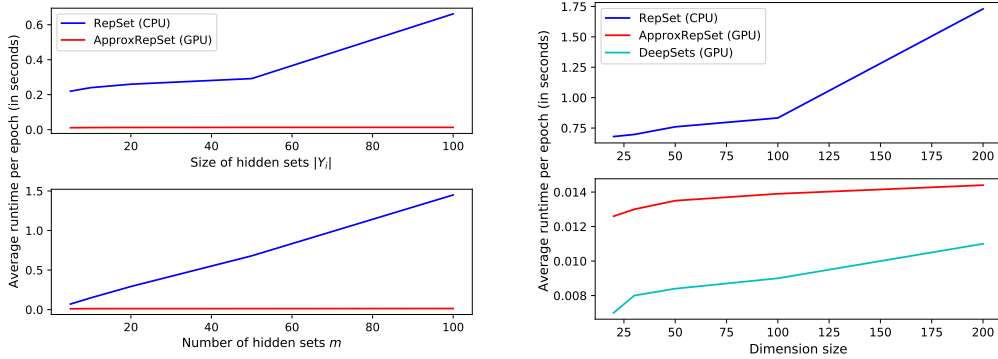 Average runtime per epoch (in seconds)
0.6
0.4
0.2
0.0
RepSet (CPU)
ApproxRepSet (GPU)
20 40 60 80 100
Size of hidden sets |Y_i|
1.5
1.0
0.5
0.0
20 40 60 80 100
Number of hidden sets m
Average runtime per epoch (in seconds)
1.75
1.50
1.25
1.00
0.75
RepSet (CPU)
ApproxRepSet (GPU)
DeepSets (GPU)
25 50 75 100 125 150 175 200
0.014
0.012
0.010
0.008
25 50 75 100 125 150 175 200
Dimension size